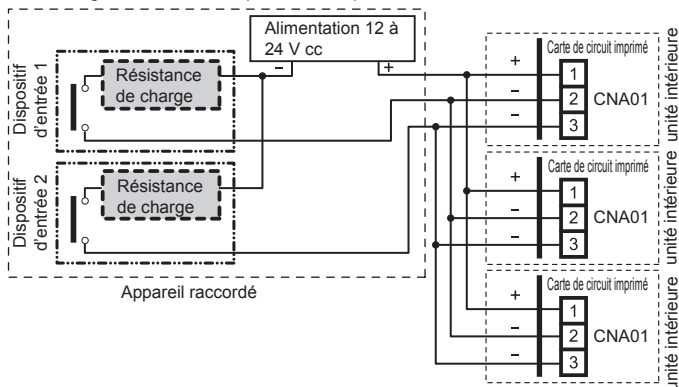 Alimentation 12 à
24 V cc
–
+
Dispositif
d'entrée 1
Résistance
de charge
Dispositif
d'entrée 2
Résistance
de charge
Appareil raccordé
Carte de circuit imprimé
+
–
–
1
2
3
CNA01
unité intérieure
Carte de circuit imprimé
+
–
–
1
2
3
CNA01
unité intérieure
Carte de circuit imprimé
+
–
–
1
2
3
CNA01
unité intérieure